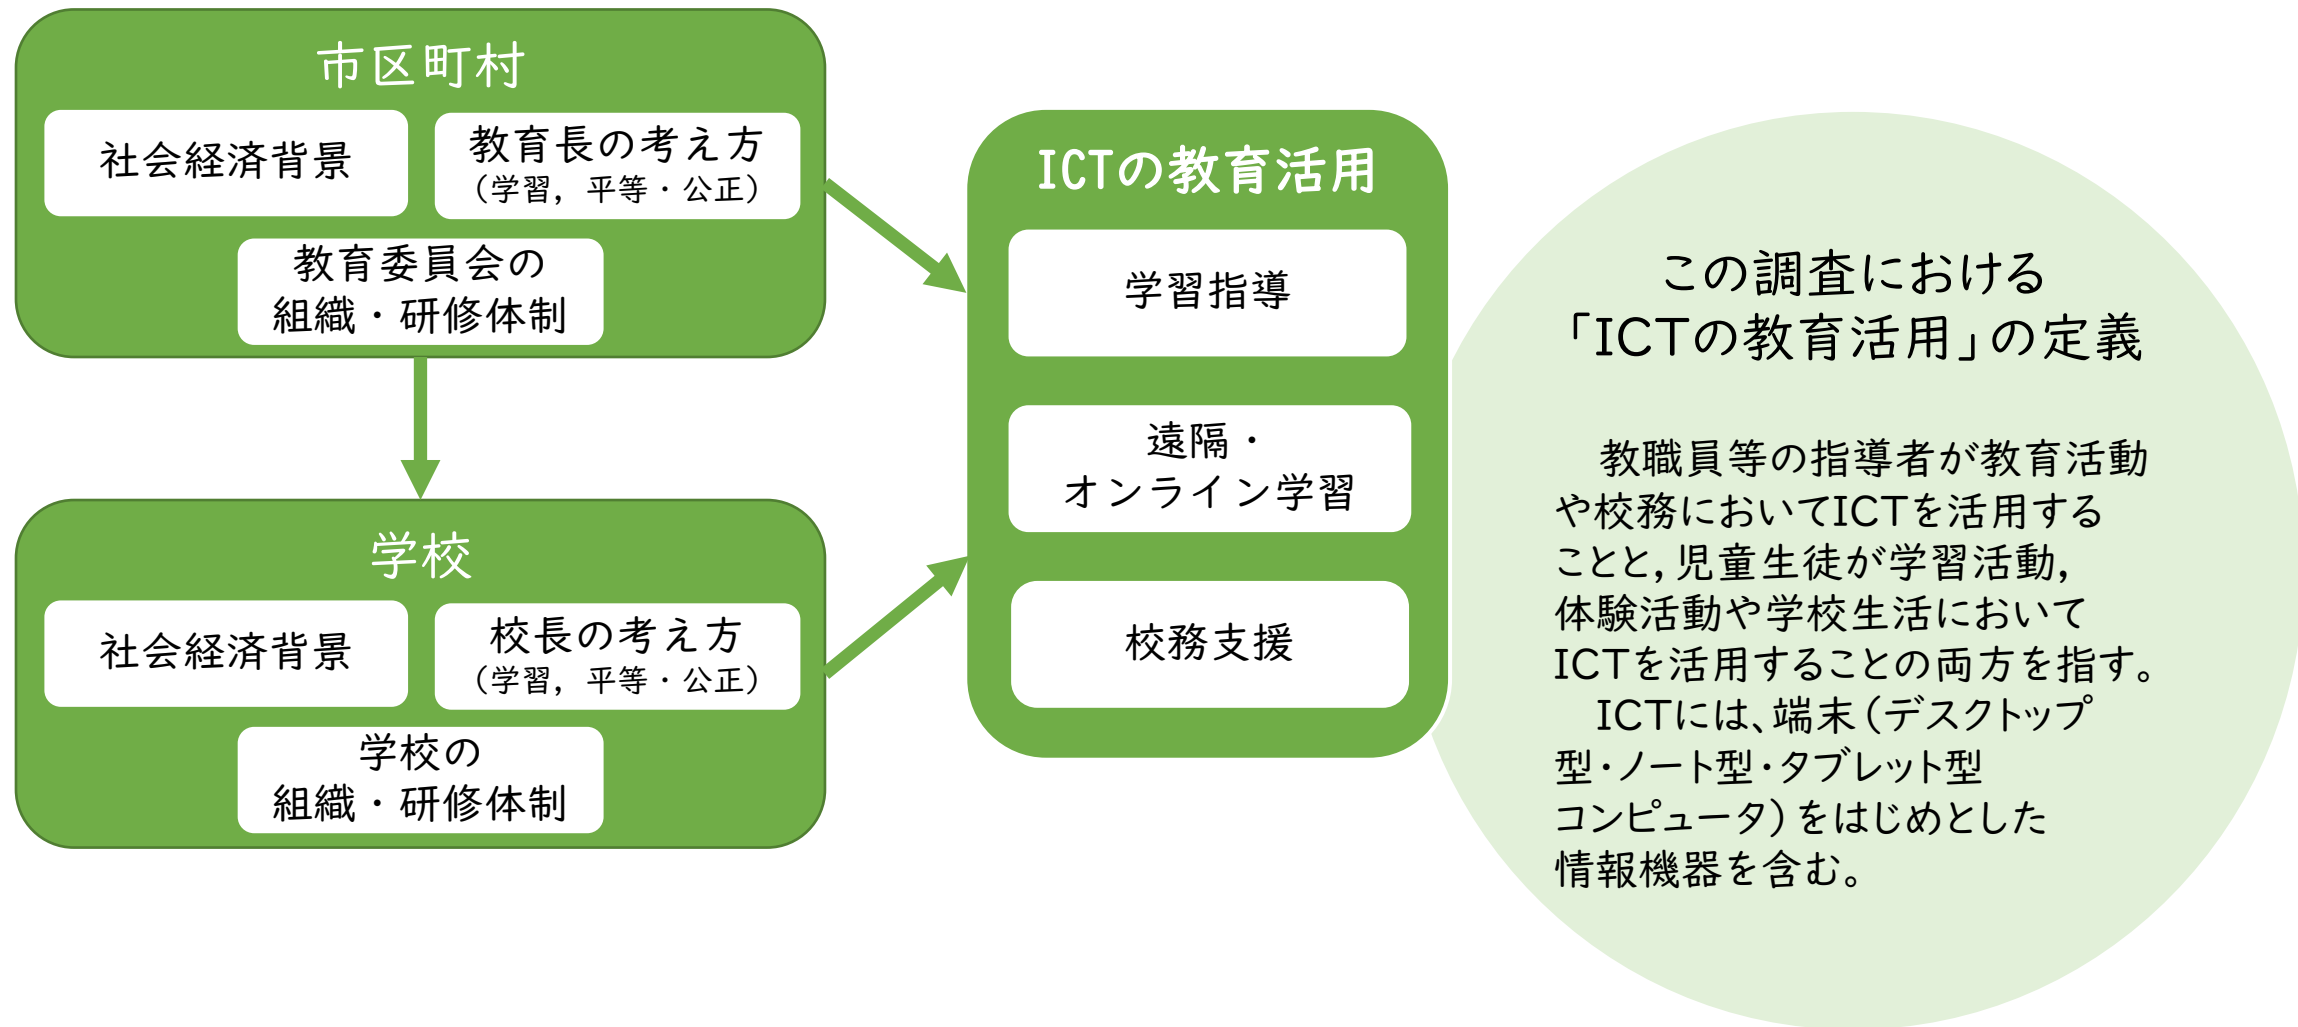 市区町村
社会経済背景
教育長の考え方
（学習，平等・公正）
教育委員会の
組織・研修体制
学校
社会経済背景
校長の考え方
（学習，平等・公正）
学校の
組織・研修体制
ICTの教育活用
学習指導
遠隔・
オンライン学習
校務支援
この調査における
「ICTの教育活用」の定義
教職員等の指導者が教育活動
や校務においてICTを活用する
ことと，児童生徒が学習活動，
体験活動や学校生活において
ICTを活用することの両方を指す。
ICTには、端末（デスクトップ
型・ノート型・タブレット型
コンピュータ）をはじめとした
情報機器を含む。